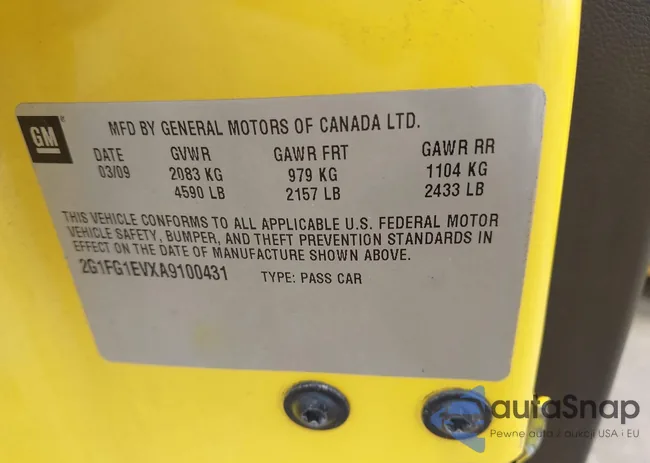 GM
MFD BY GENERAL MOTORS OF CANADA LTD.
DATE GVWR GAWR FRT GAWR RR
03/09 2083 KG 979 KG 1104 KG
4590 LB 2157 LB 2433 LB
THIS VEHICLE CONFORMS TO ALL APPLICABLE U.S. FEDERAL MOTOR
VEHICLE SAFETY, BUMPER, AND THEFT PREVENTION STANDARDS IN
EFFECT ON THE DATE OF MANUFACTURE SHOWN ABOVE.
2G1FG1EVXA9100431 TYPE: PASS CAR
autaSnap
Pewne auta z aukcji USA i EU